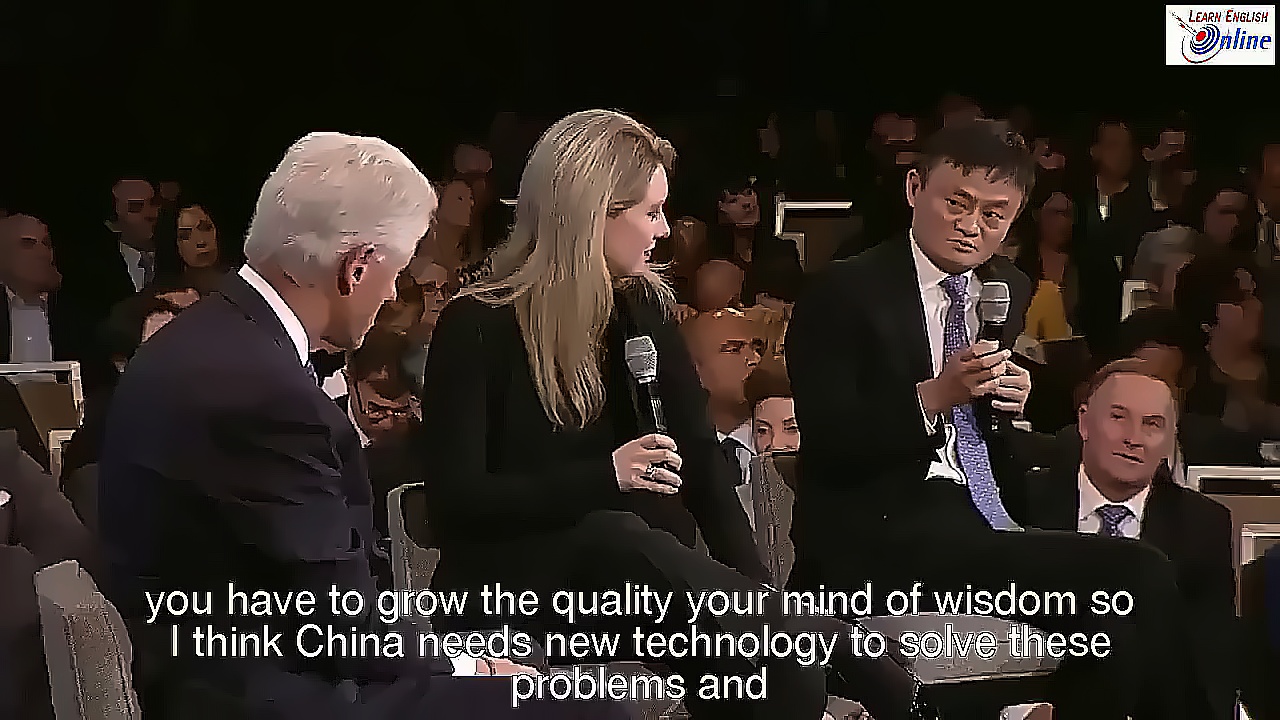 LEARN ENGLISH
Online
you have to grow the quality your mind of wisdom so
I think China needs new technology to solve these
problems and